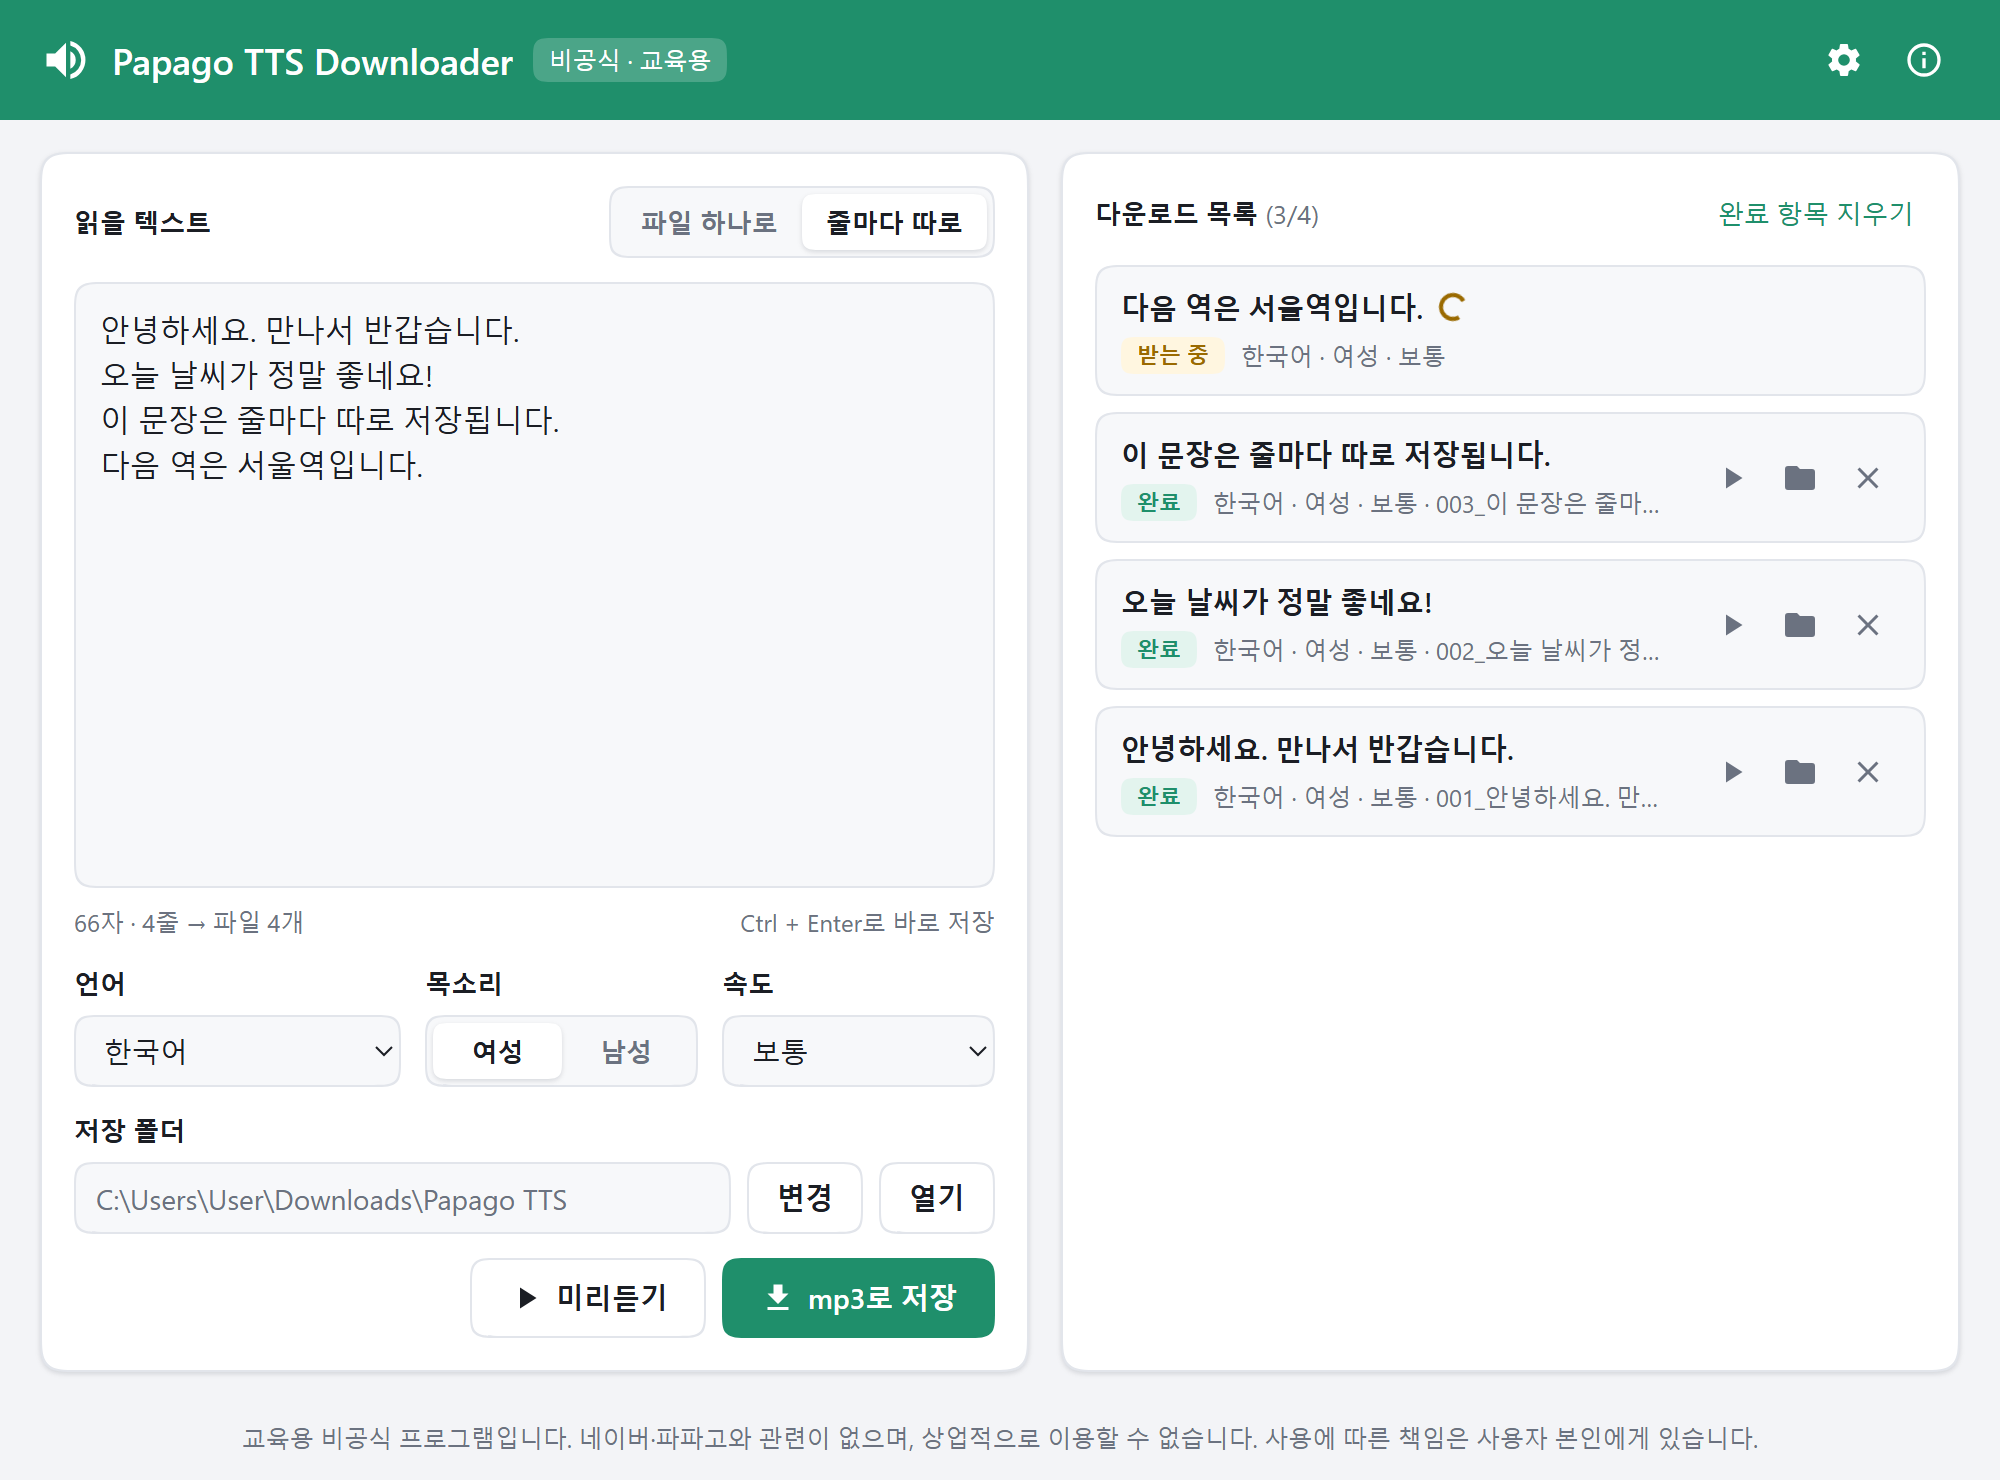 Papago TTS Downloader 비공식 · 교육용
읽을 텍스트
파일 하나로 줄마다 따로
안녕하세요. 만나서 반갑습니다.
오늘 날씨가 정말 좋네요!
이 문장은 줄마다 따로 저장됩니다.
다음 역은 서울역입니다.
66자 · 4줄 → 파일 4개
Ctrl + Enter로 바로 저장
언어 목소리 속도
한국어 여성 남성 보통
저장 폴더
C:\Users\User\Downloads\Papago TTS 변경 열기
미리듣기 mp3로 저장
다운로드 목록 (3/4) 완료 항목 지우기
다음 역은 서울역입니다.
받는 중 한국어 · 여성 · 보통
이 문장은 줄마다 따로 저장됩니다.
완료 한국어 · 여성 · 보통 · 003_이 문장은 줄마...
오늘 날씨가 정말 좋네요!
완료 한국어 · 여성 · 보통 · 002_오늘 날씨가 정...
안녕하세요. 만나서 반갑습니다.
완료 한국어 · 여성 · 보통 · 001_안녕하세요. 만...
교육용 비공식 프로그램입니다. 네이버·파파고와 관련이 없으며, 상업적으로 이용할 수 없습니다. 사용에 따른 책임은 사용자 본인에게 있습니다.